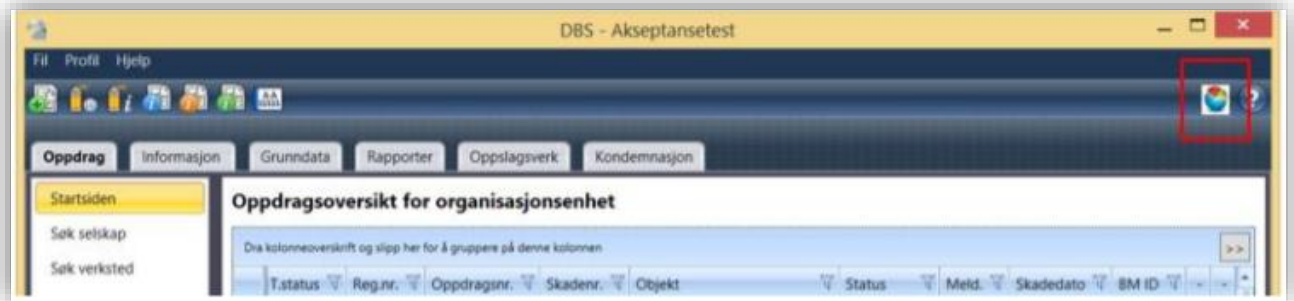 DBS - Akseptansetest
Fil Profil Hjelp
Oppdrag Informasjon Grunndata Rapporter Oppslagsverk Kondemnasjon
Startsiden
Oppdragsoversikt for organisasjonsenhet
Søk selskap
Dra kolonneoverskrift og slipp her for å gruppere på denne kolonnen >>
Søk verksted
T.status Reg.nr. Oppdragsnr. Skadenr. Objekt Status Meld. Skadedato BM ID - -